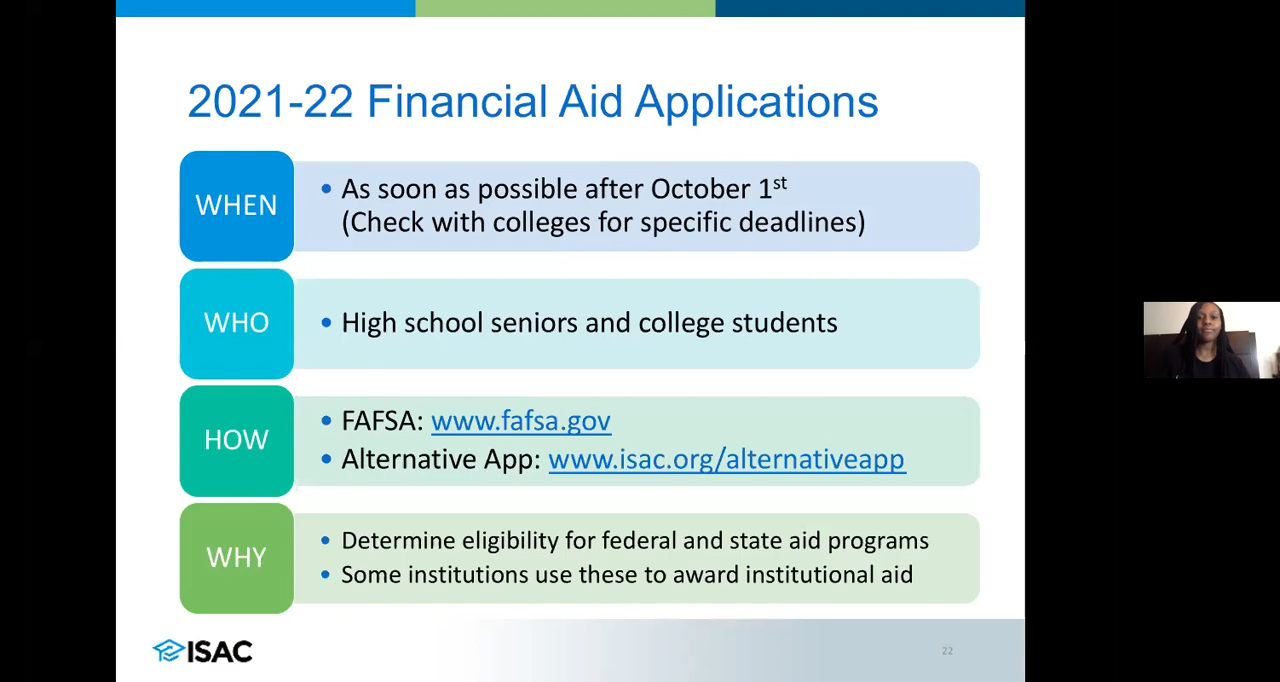 2021-22 Financial Aid Applications
WHEN
• As soon as possible after October 1st
(Check with colleges for specific deadlines)
WHO
• High school seniors and college students
HOW
• FAFSA: www.fafsa.gov
• Alternative App: www.isac.org/alternativeapp
WHY
• Determine eligibility for federal and state aid programs
• Some institutions use these to award institutional aid
ISAC
22